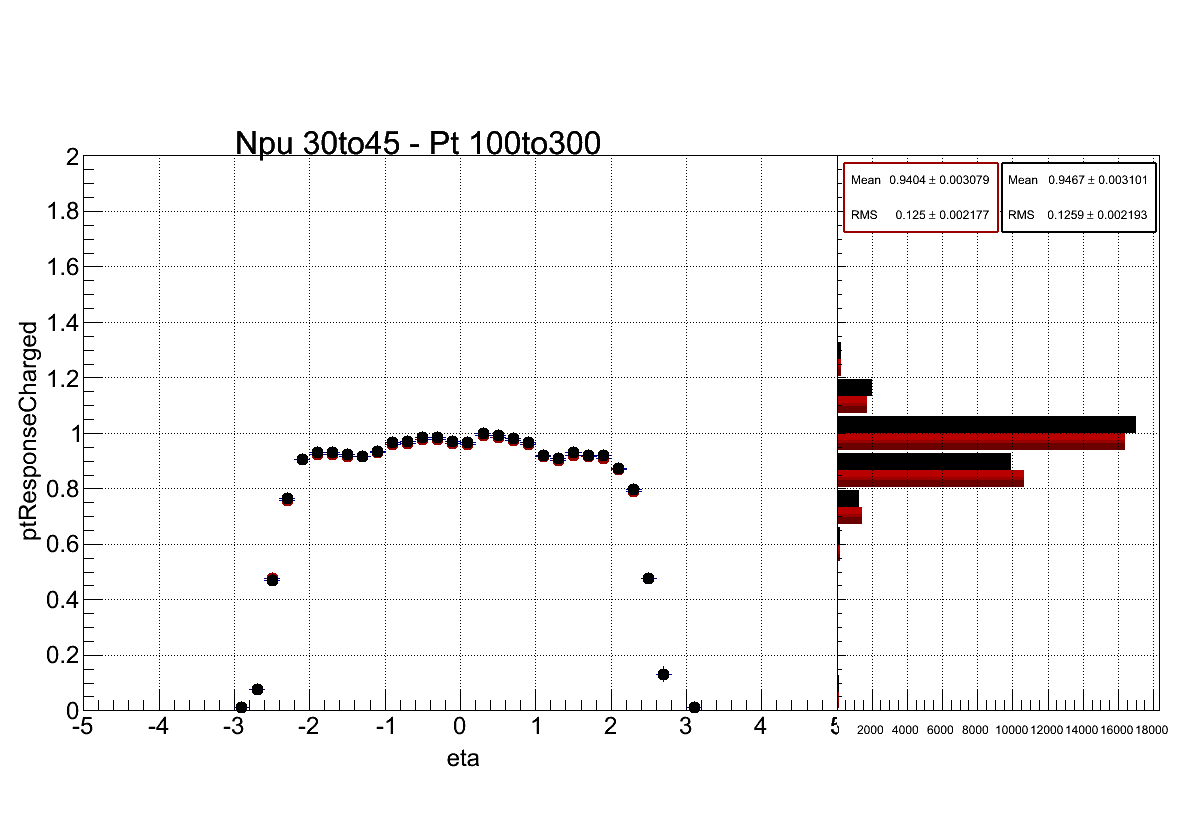 Npu 30to45 - Pt 100to300
Mean 0.9404 ± 0.003079
RMS 0.125 ± 0.002177
Mean 0.9467 ± 0.003101
RMS 0.1259 ± 0.002193
ptResponseCharged
2
1.8
1.6
1.4
1.2
1
0.8
0.6
0.4
0.2
0
-5 -4 -3 -2 -1 0 1 2 3 4
2000 4000 6000 8000 10000 12000 14000 16000 18000
eta